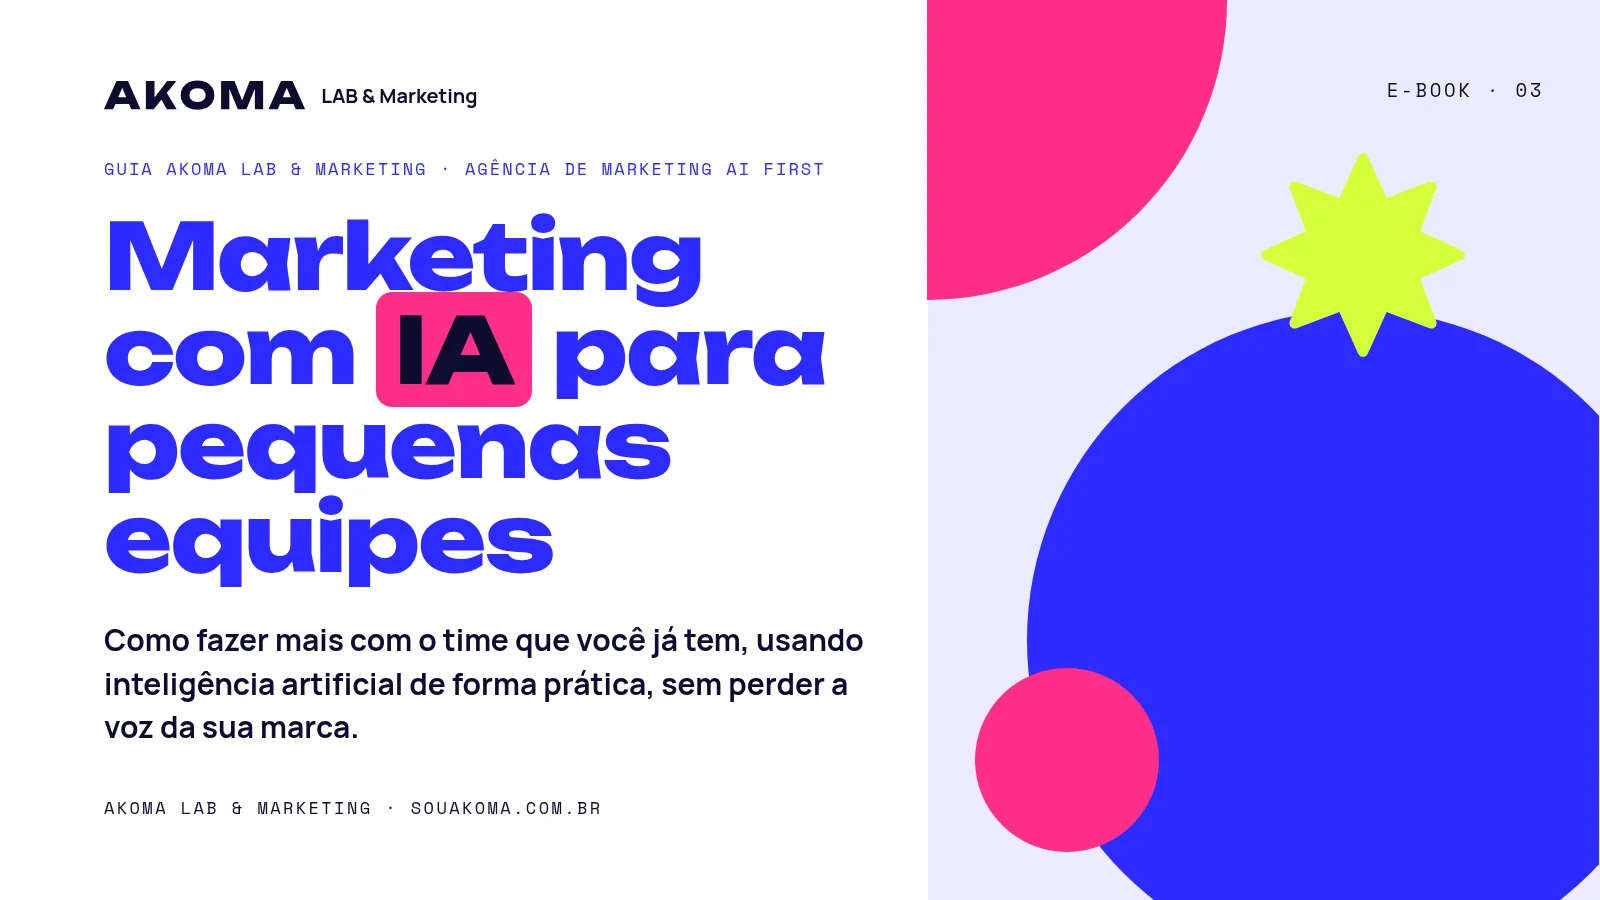 AKOMA LAB & Marketing
E-BOOK · 03
GUIA AKOMA LAB & MARKETING · AGÊNCIA DE MARKETING AI FIRST
Marketing
com IA para
pequenas
equipes
Como fazer mais com o time que você já tem, usando
inteligência artificial de forma prática, sem perder a
voz da sua marca.
AKOMA LAB & MARKETING · SOUAKOMA.COM.BR